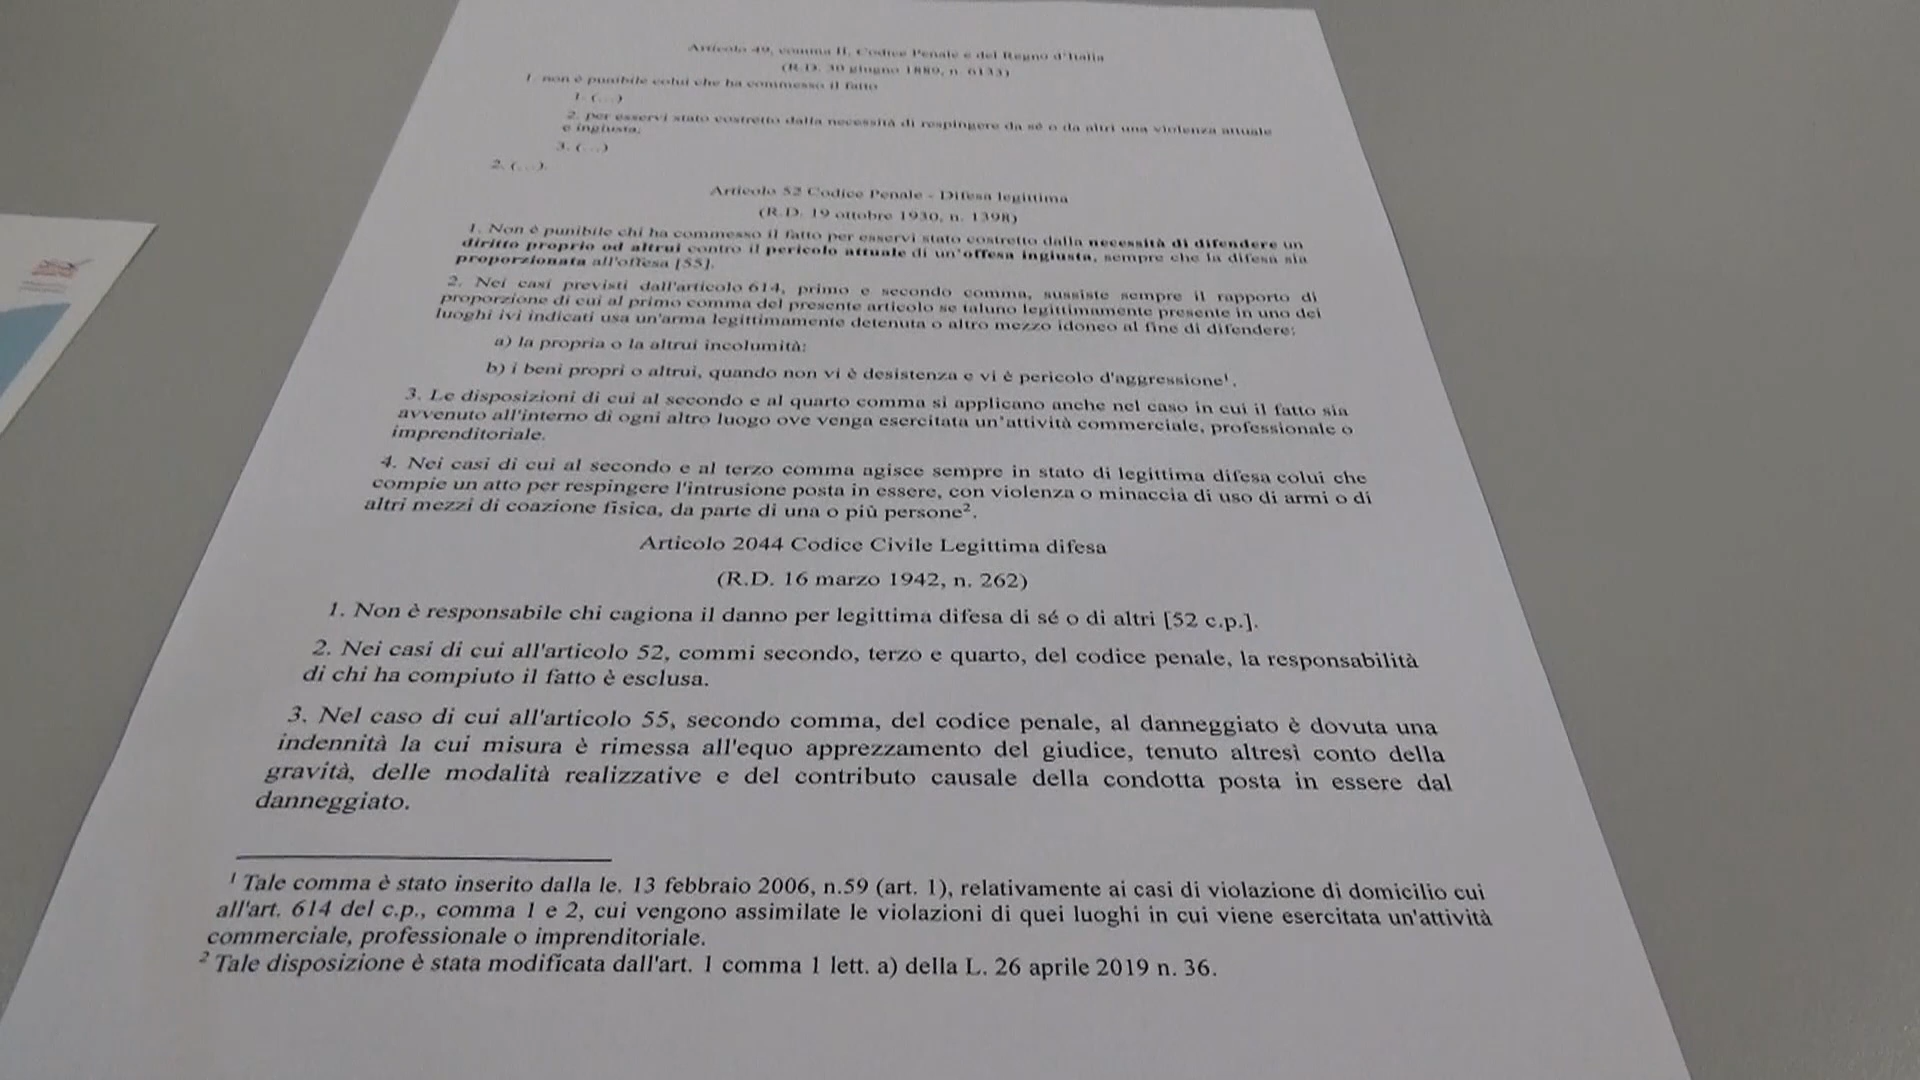 Articolo 49, comma II, Codice Penale e del Regno d'Italia
(R.D. 30 giugno 1889, n. 6133)
1. non è punibile colui che ha commesso il fatto
1. (…)
2. per esservi stato costretto dalla necessità di respingere da sé o da altri una violenza attuale
e ingiusta;
3. (…)
2. (…).
Articolo 52 Codice Penale - Difesa legittima
(R.D. 19 ottobre 1930, n. 1398)
1. Non è punibile chi ha commesso il fatto per esservi stato costretto dalla necessità di difendere un
diritto proprio od altrui contro il pericolo attuale di un'offesa ingiusta, sempre che la difesa sia
proporzionata all'offesa [55].
2. Nei casi previsti dall'articolo 614, primo e secondo comma, sussiste sempre il rapporto di
proporzione di cui al primo comma del presente articolo se taluno legittimamente presente in uno dei
luoghi ivi indicati usa un'arma legittimamente detenuta o altro mezzo idoneo al fine di difendere:
a) la propria o la altrui incolumità:
b) i beni propri o altrui, quando non vi è desistenza e vi è pericolo d'aggressione¹.
3. Le disposizioni di cui al secondo e al quarto comma si applicano anche nel caso in cui il fatto sia
avvenuto all'interno di ogni altro luogo ove venga esercitata un'attività commerciale, professionale o
imprenditoriale.
4. Nei casi di cui al secondo e al terzo comma agisce sempre in stato di legittima difesa colui che
compie un atto per respingere l'intrusione posta in essere, con violenza o minaccia di uso di armi o di
altri mezzi di coazione fisica, da parte di una o più persone².
Articolo 2044 Codice Civile Legittima difesa
(R.D. 16 marzo 1942, n. 262)
1. Non è responsabile chi cagiona il danno per legittima difesa di sé o di altri [52 c.p.].
2. Nei casi di cui all'articolo 52, commi secondo, terzo e quarto, del codice penale, la responsabilità
di chi ha compiuto il fatto è esclusa.
3. Nel caso di cui all'articolo 55, secondo comma, del codice penale, al danneggiato è dovuta una
indennità la cui misura è rimessa all'equo apprezzamento del giudice, tenuto altresì conto della
gravità, delle modalità realizzative e del contributo causale della condotta posta in essere dal
danneggiato.
¹ Tale comma è stato inserito dalla le. 13 febbraio 2006, n.59 (art. 1), relativamente ai casi di violazione di domicilio cui
all'art. 614 del c.p., comma 1 e 2, cui vengono assimilate le violazioni di quei luoghi in cui viene esercitata un'attività
commerciale, professionale o imprenditoriale.
² Tale disposizione è stata modificata dall'art. 1 comma 1 lett. a) della L. 26 aprile 2019 n. 36.